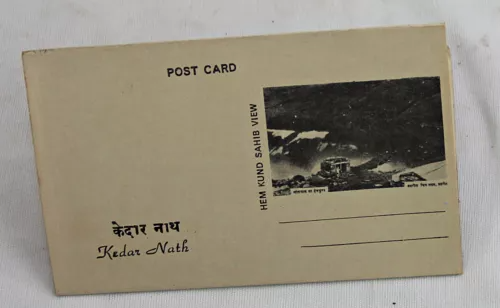 POST CARD
HEM KUND SAHIB VIEW
केदार नाथ
Kedar Nath